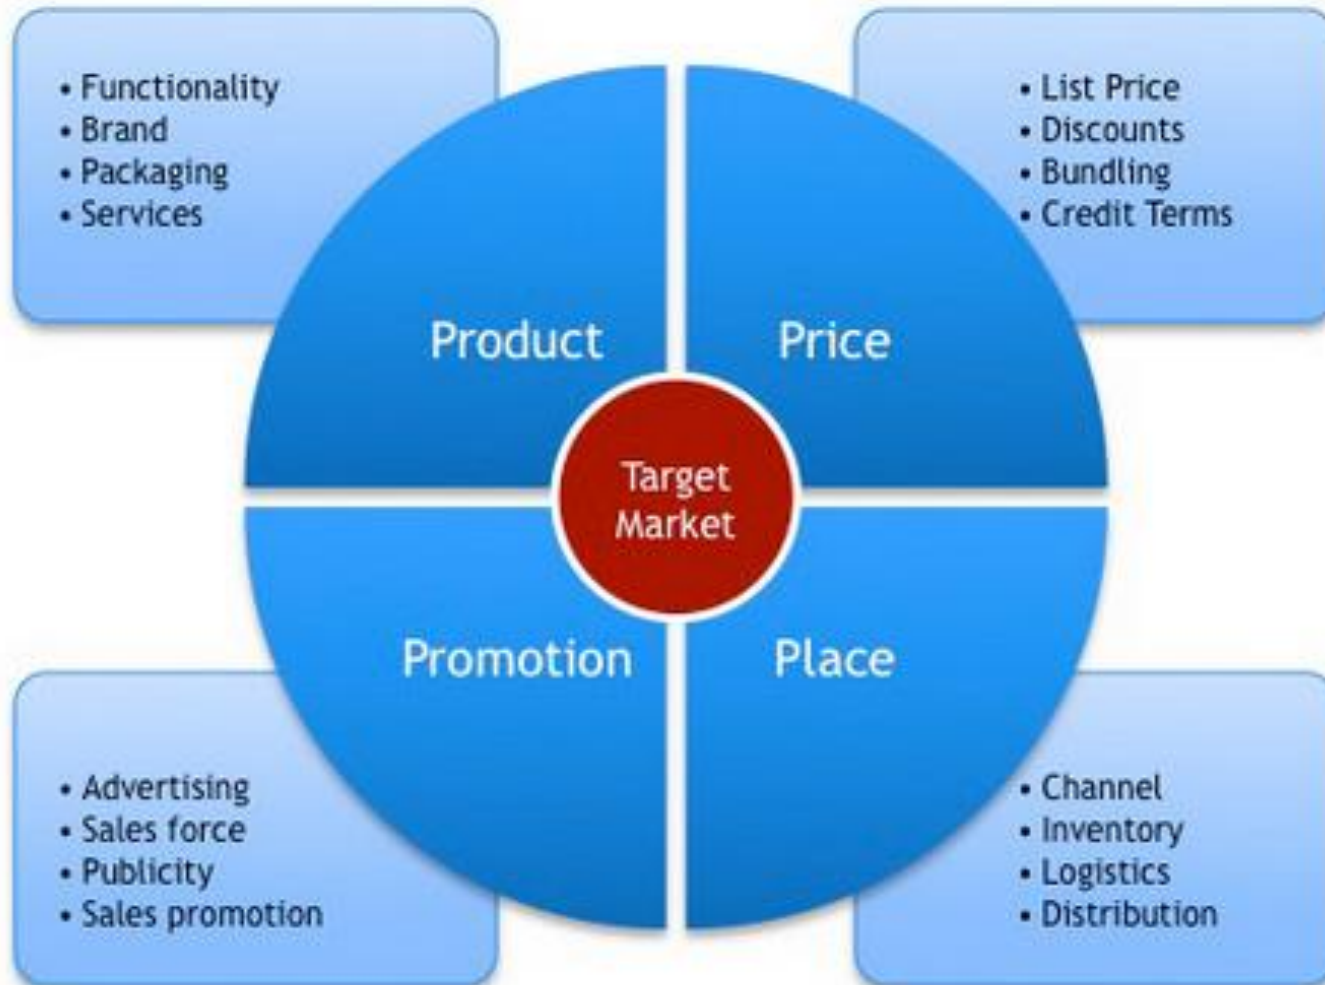 • Functionality
• Brand
• Packaging
• Services
• List Price
• Discounts
• Bundling
• Credit Terms
Product
Price
Target
Market
Promotion
Place
• Advertising
• Sales force
• Publicity
• Sales promotion
• Channel
• Inventory
• Logistics
• Distribution